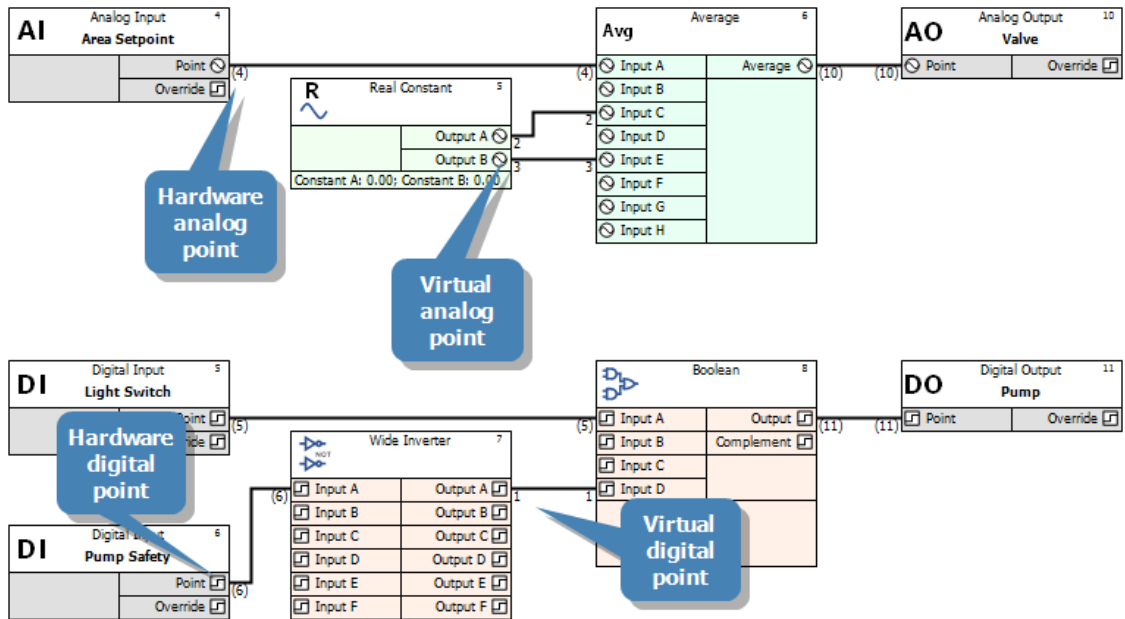 AI
Analog Input 4
Area Setpoint
Point
(4)
Override
R
Real Constant 5
Output A
2
Output B
3
Constant A: 0.00; Constant B: 0.00
Avg
Average 6
(4) Input A Average (10)
Input B
2 Input C
Input D
3 Input E
Input F
Input G
Input H
AO
Analog Output 10
Valve
(10) Point Override
Hardware
analog
point
Virtual
analog
point
DI
Digital Input 5
Light Switch
Point
(5)
Hardware
digital
point
DI
6
Pump Safety
Point
(6)
Override
Wide Inverter 7
NOT
(6) Input A Output A 1
Input B Output B
Input C Output C
Input D Output D
Input E Output E
Input F Output F
Boolean 8
(5) Input A Output (11)
Input B Complement
Input C
1 Input D
Virtual
digital
point
DO
Digital Output 11
Pump
(11) Point Override